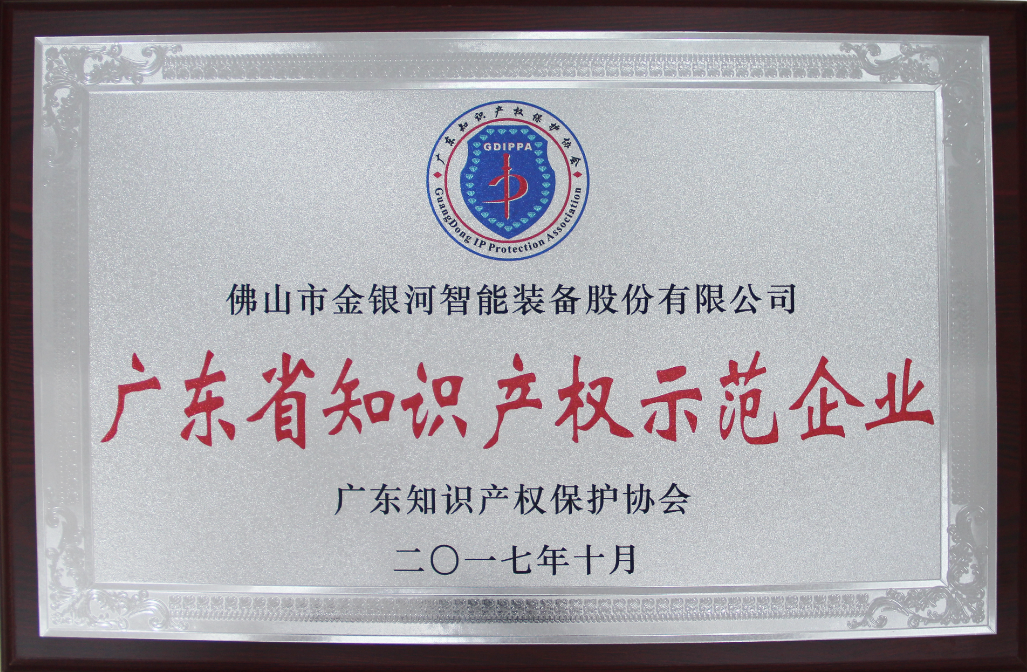 广东知识产权保护协会
GDIPPA
GuangDong IP Protection Association
佛山市金银河智能装备股份有限公司
广东省知识产权示范企业
广东知识产权保护协会
二〇一七年十月